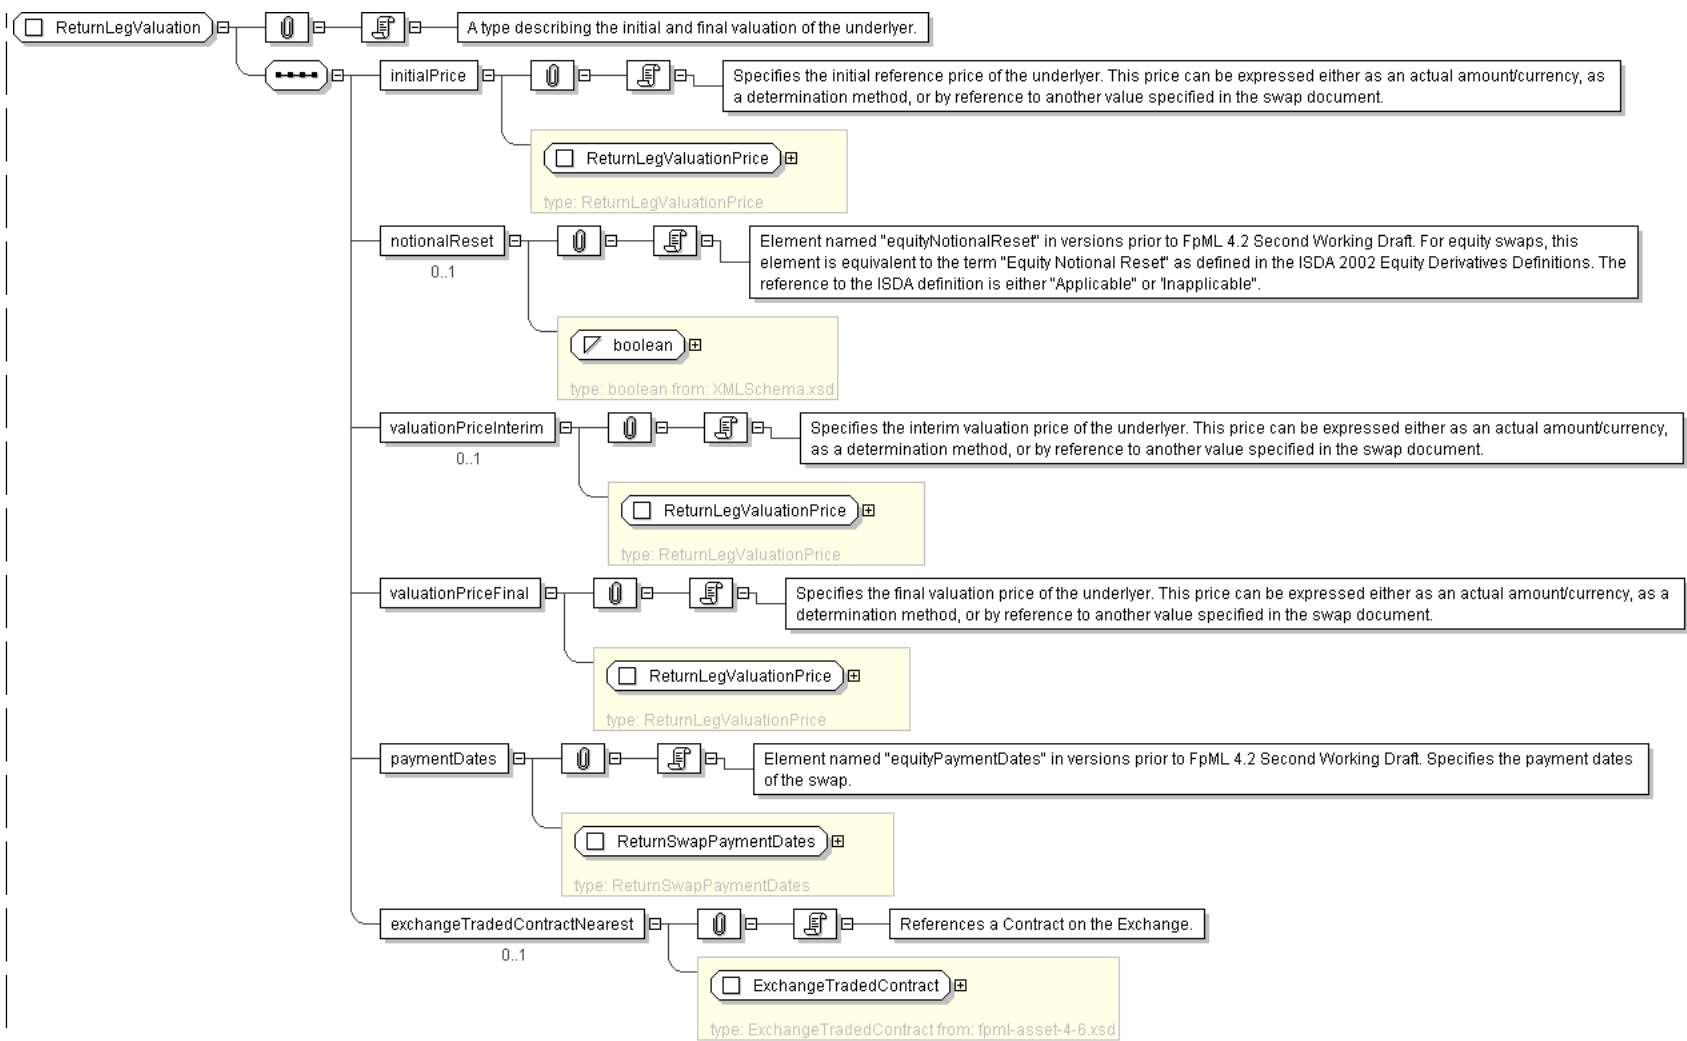 ReturnLegValuation
A type describing the initial and final valuation of the underlyer.
initialPrice
Specifies the initial reference price of the underlyer. This price can be expressed either as an actual amount/currency, as
a determination method, or by reference to another value specified in the swap document.
ReturnLegValuationPrice
type: ReturnLegValuationPrice
notionalReset
0..1
Element named "equityNotionalReset" in versions prior to FpML 4.2 Second Working Draft. For equity swaps, this
element is equivalent to the term "Equity Notional Reset" as defined in the ISDA 2002 Equity Derivatives Definitions. The
reference to the ISDA definition is either "Applicable" or 'Inapplicable".
boolean
type: boolean from: XMLSchema.xsd
valuationPriceInterim
0..1
Specifies the interim valuation price of the underlyer. This price can be expressed either as an actual amount/currency,
as a determination method, or by reference to another value specified in the swap document.
ReturnLegValuationPrice
type: ReturnLegValuationPrice
valuationPriceFinal
Specifies the final valuation price of the underlyer. This price can be expressed either as an actual amount/currency, as a
determination method, or by reference to another value specified in the swap document.
ReturnLegValuationPrice
type: ReturnLegValuationPrice
paymentDates
Element named "equityPaymentDates" in versions prior to FpML 4.2 Second Working Draft. Specifies the payment dates
of the swap.
ReturnSwapPaymentDates
type: ReturnSwapPaymentDates
exchangeTradedContractNearest
0..1
References a Contract on the Exchange.
ExchangeTradedContract
type: ExchangeTradedContract from: fpml-asset-4-6.xsd